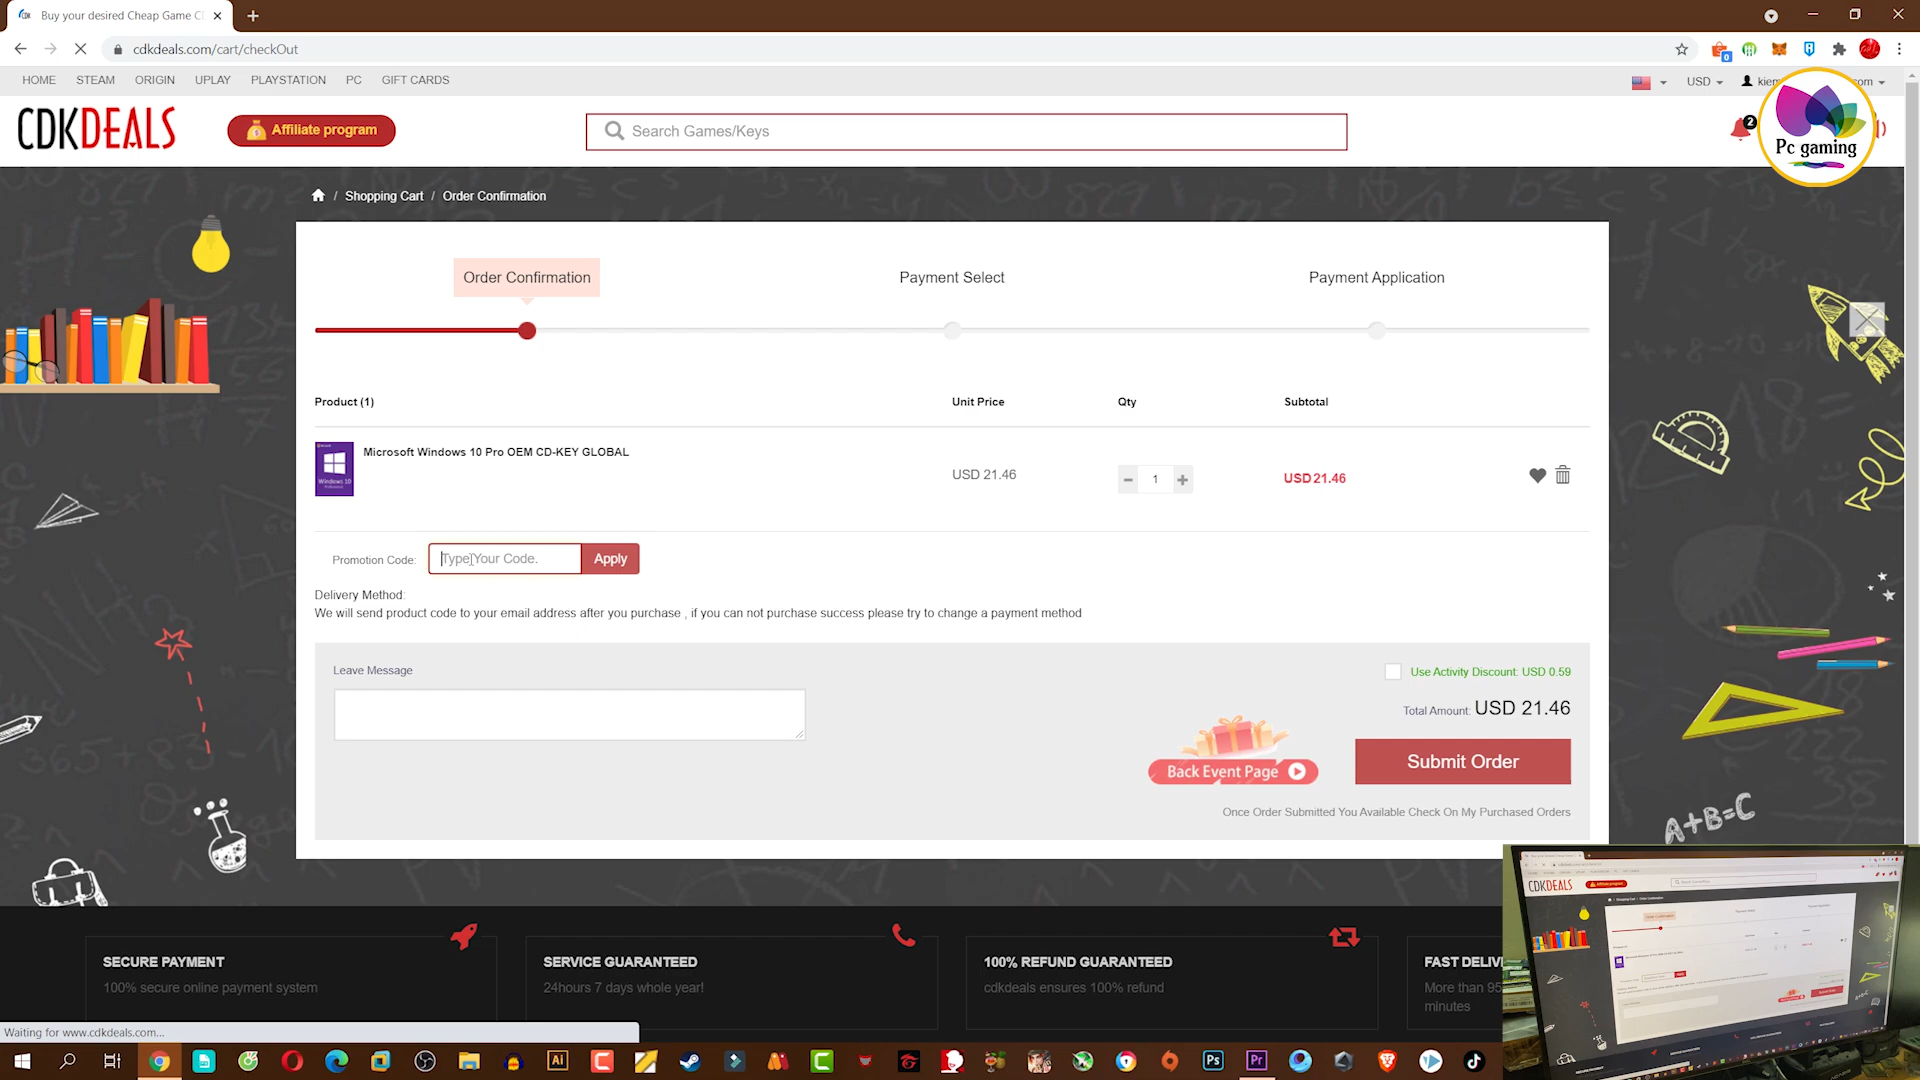 Buy your desired Cheap Game C
cdkdeals.com/cart/checkOut
HOME STEAM ORIGIN UPLAY PLAYSTATION PC GIFT CARDS
USD
CDKDEALS
Affiliate program
Search Games/Keys
2
Pc gaming
/ Shopping Cart / Order Confirmation
Order Confirmation
Payment Select
Payment Application
Product (1)
Unit Price
Qty
Subtotal
Microsoft Windows 10 Pro OEM CD-KEY GLOBAL
USD 21.46
1
USD 21.46
Promotion Code:
Type Your Code.
Apply
Delivery Method:
We will send product code to your email address after you purchase , if you can not purchase success please try to change a payment method
Leave Message
Use Activity Discount: USD 0.59
Total Amount: USD 21.46
Back Event Page
Submit Order
Once Order Submitted You Available Check On My Purchased Orders
A+B=C
SECURE PAYMENT
100% secure online payment system
SERVICE GUARANTEED
24hours 7 days whole year!
100% REFUND GUARANTEED
cdkdeals ensures 100% refund
FAST DELIV
More than 95
minutes
Waiting for www.cdkdeals.com...